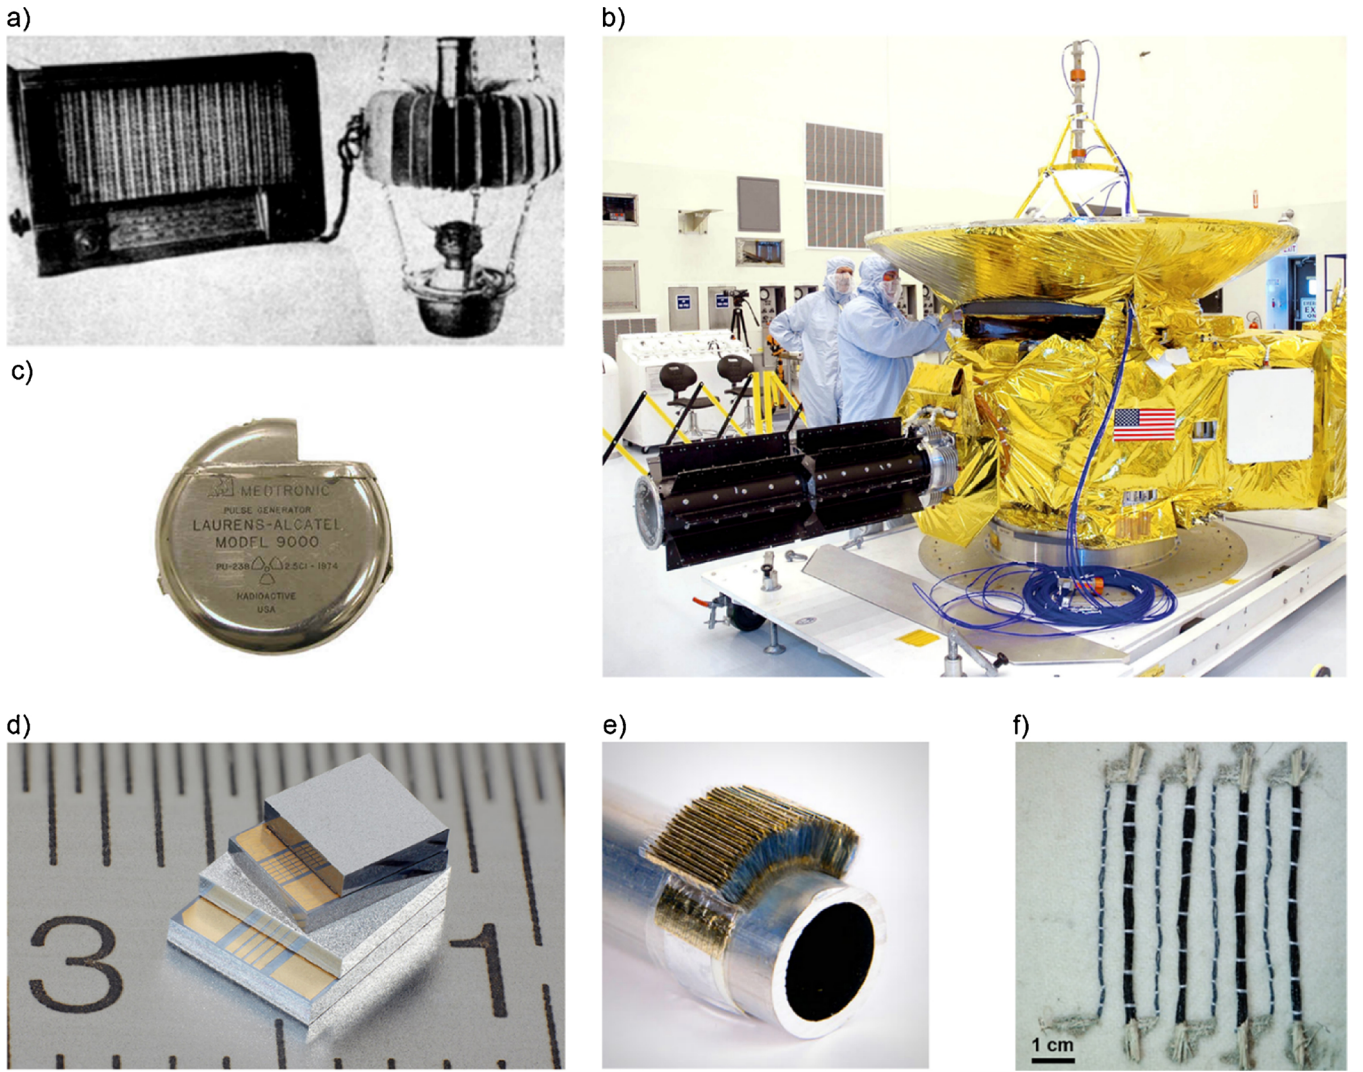 a)
b)
c)
MEDTRONIC
PULSE GENERATOR
LAURENS-ALCATEL
MODEL 9000
PU-238 2.5CI - 1974
RADIOACTIVE
USA
d)
3 1
e)
f)
1 cm